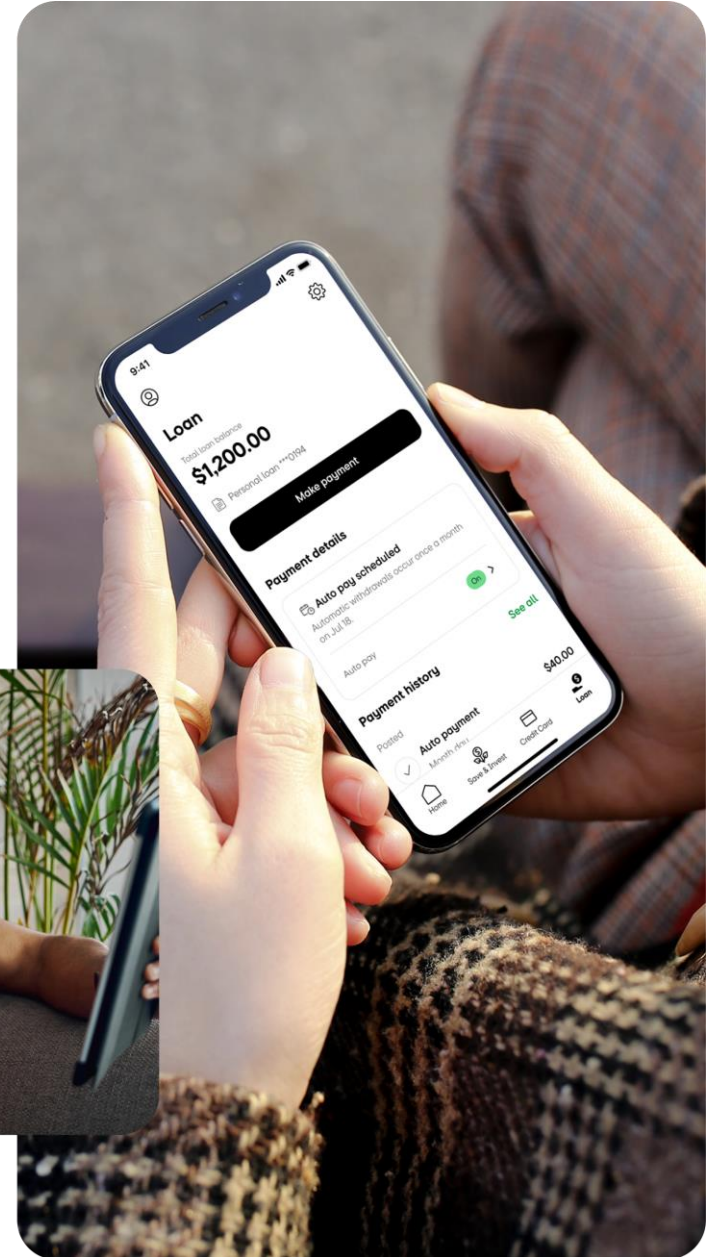 9:41
Loan
Total loan balance
$1,200.00
Personal loan ***0194
Make payment
Payment details
Auto pay scheduled
Automatic withdrawals occur once a month
on Jul 18.
Auto pay
On
Payment history
See all
Posted
Auto payment
$40.00
Month day
Home
Save & Invest
Credit Card
Loan